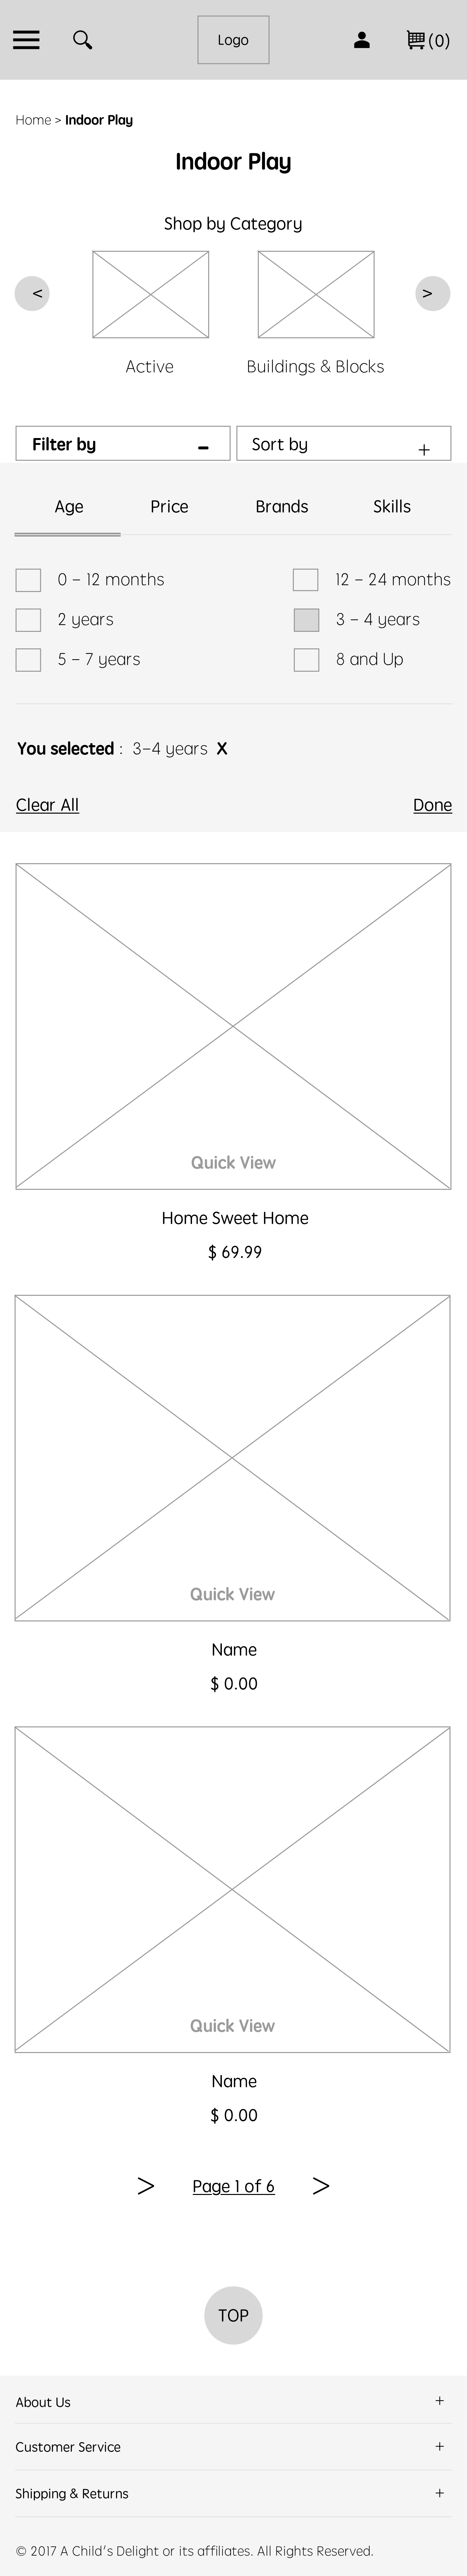 Logo (0)
Home > Indoor Play
Indoor Play
Shop by Category
< >
Active Buildings & Blocks
Filter by - Sort by +
Age Price Brands Skills
0 - 12 months 12 - 24 months
2 years 3 - 4 years
5 - 7 years 8 and Up
You selected : 3-4 years X
Clear All Done
Quick View
Home Sweet Home
$ 69.99
Quick View
Name
$ 0.00
Quick View
Name
$ 0.00
> Page 1 of 6 >
TOP
About Us +
Customer Service +
Shipping & Returns +
© 2017 A Child's Delight or its affiliates. All Rights Reserved.